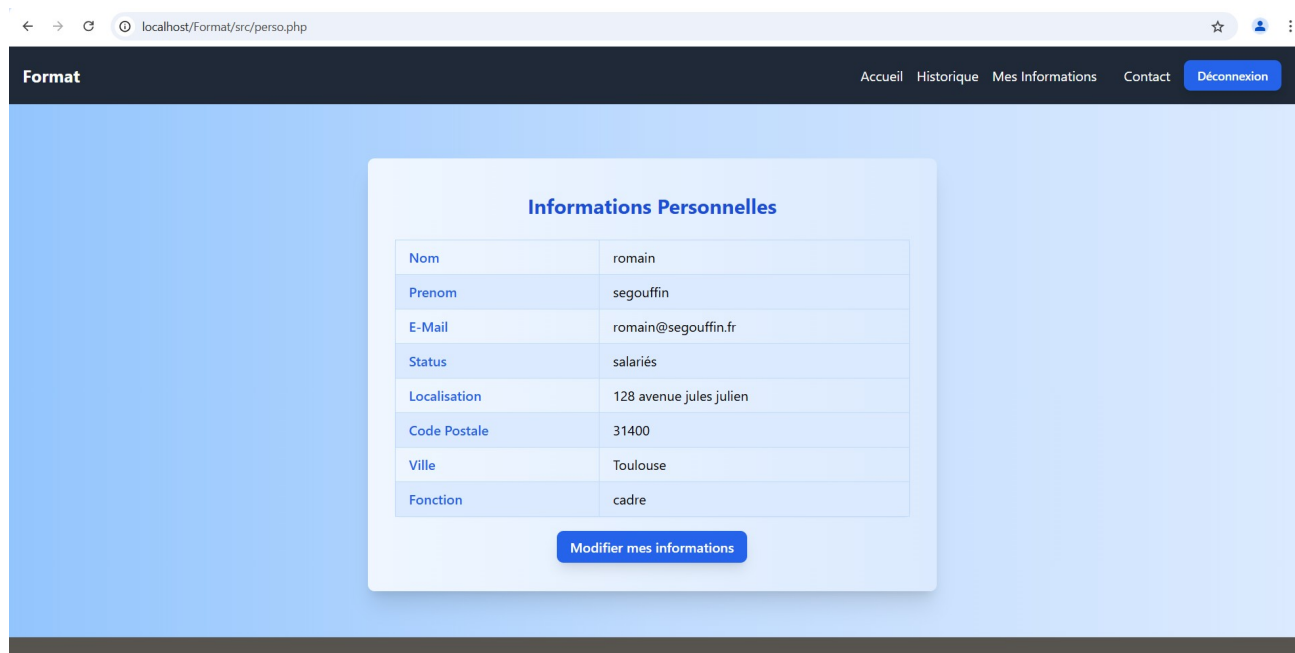 localhost/Format/src/perso.php
Format Accueil Historique Mes Informations Contact Déconnexion
Informations Personnelles
Nom romain
Prenom segouffin
E-Mail romain@segouffin.fr
Status salariés
Localisation 128 avenue jules julien
Code Postale 31400
Ville Toulouse
Fonction cadre
Modifier mes informations